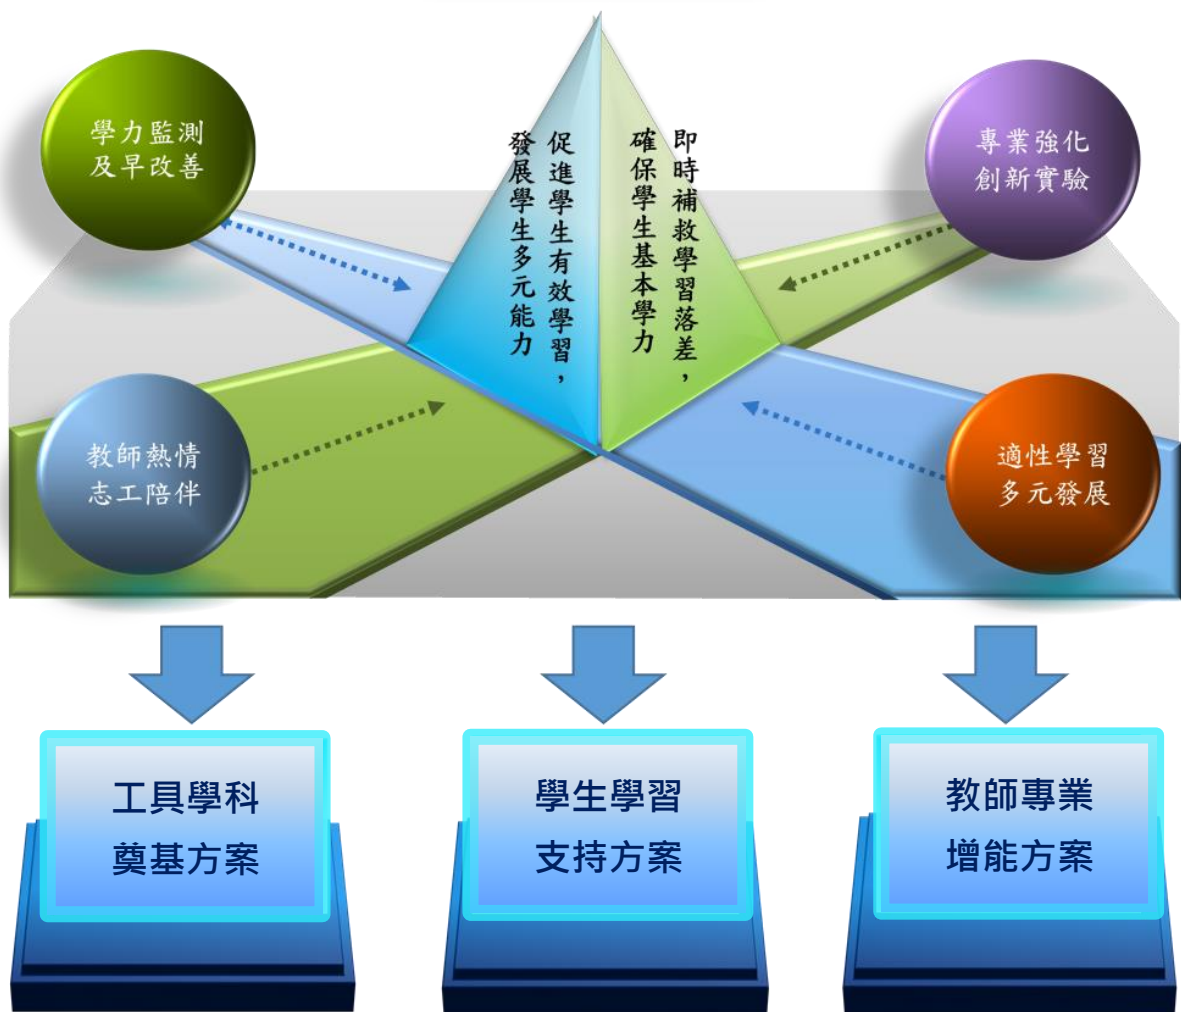 學力監測
及早改善
專業強化
創新實驗
即時補救學習落差，
確保學生基本學力
促進學生有效學習，
發展學生多元能力
教師熱情
志工陪伴
適性學習
多元發展
工具學科
奠基方案
學生學習
支持方案
教師專業
增能方案